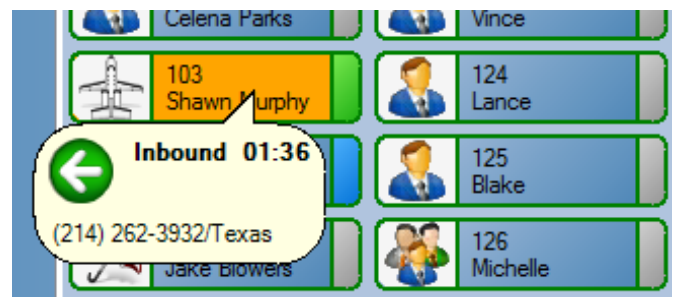 Celena Parks
Vince
103
Shawn Murphy
124
Lance
Inbound 01:36
(214) 262-3932/Texas
125
Blake
Jake Blowers
126
Michelle